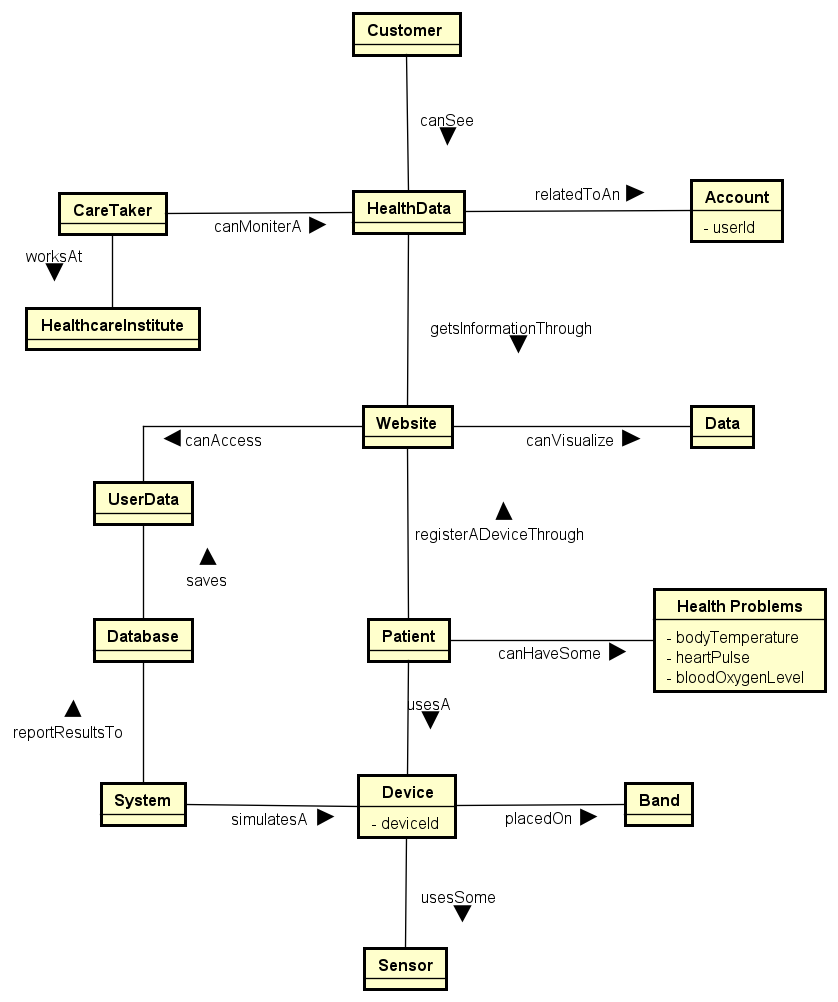 Customer
canSee
CareTaker
canMoniterA
HealthData
relatedToAn
Account
- userId
worksAt
HealthcareInstitute
getsInformationThrough
Website
canAccess
canVisualize
Data
UserData
registerADeviceThrough
saves
Database
Patient
canHaveSome
Health Problems
- bodyTemperature
- heartPulse
- bloodOxygenLevel
usesA
reportResultsTo
System
simulatesA
Device
- deviceId
placedOn
Band
usesSome
Sensor